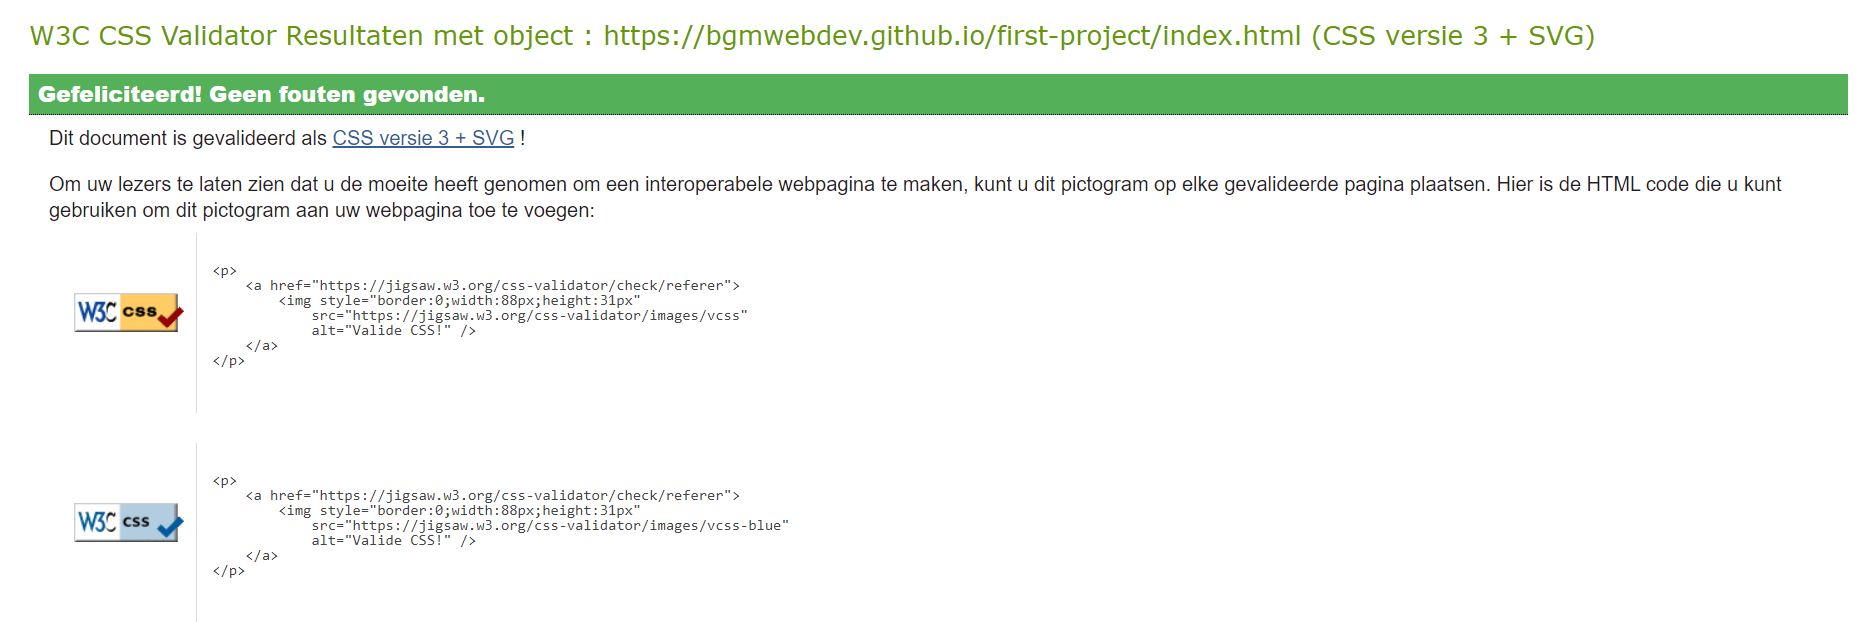 W3C CSS Validator Resultaten met object : https://bgmwebdev.github.io/first-project/index.html (CSS versie 3 + SVG)
Gefeliciteerd! Geen fouten gevonden.
Dit document is gevalideerd als CSS versie 3 + SVG !
Om uw lezers te laten zien dat u de moeite heeft genomen om een interoperabele webpagina te maken, kunt u dit pictogram op elke gevalideerde pagina plaatsen. Hier is de HTML code die u kunt
gebruiken om dit pictogram aan uw webpagina toe te voegen:
W3C css
<p>
    <a href="https://jigsaw.w3.org/css-validator/check/referer">
        <img style="border:0;width:88px;height:31px"
            src="https://jigsaw.w3.org/css-validator/images/vcss"
            alt="Valide CSS!" />
    </a>
</p>
W3C css
<p>
    <a href="https://jigsaw.w3.org/css-validator/check/referer">
        <img style="border:0;width:88px;height:31px"
            src="https://jigsaw.w3.org/css-validator/images/vcss-blue"
            alt="Valide CSS!" />
    </a>
</p>